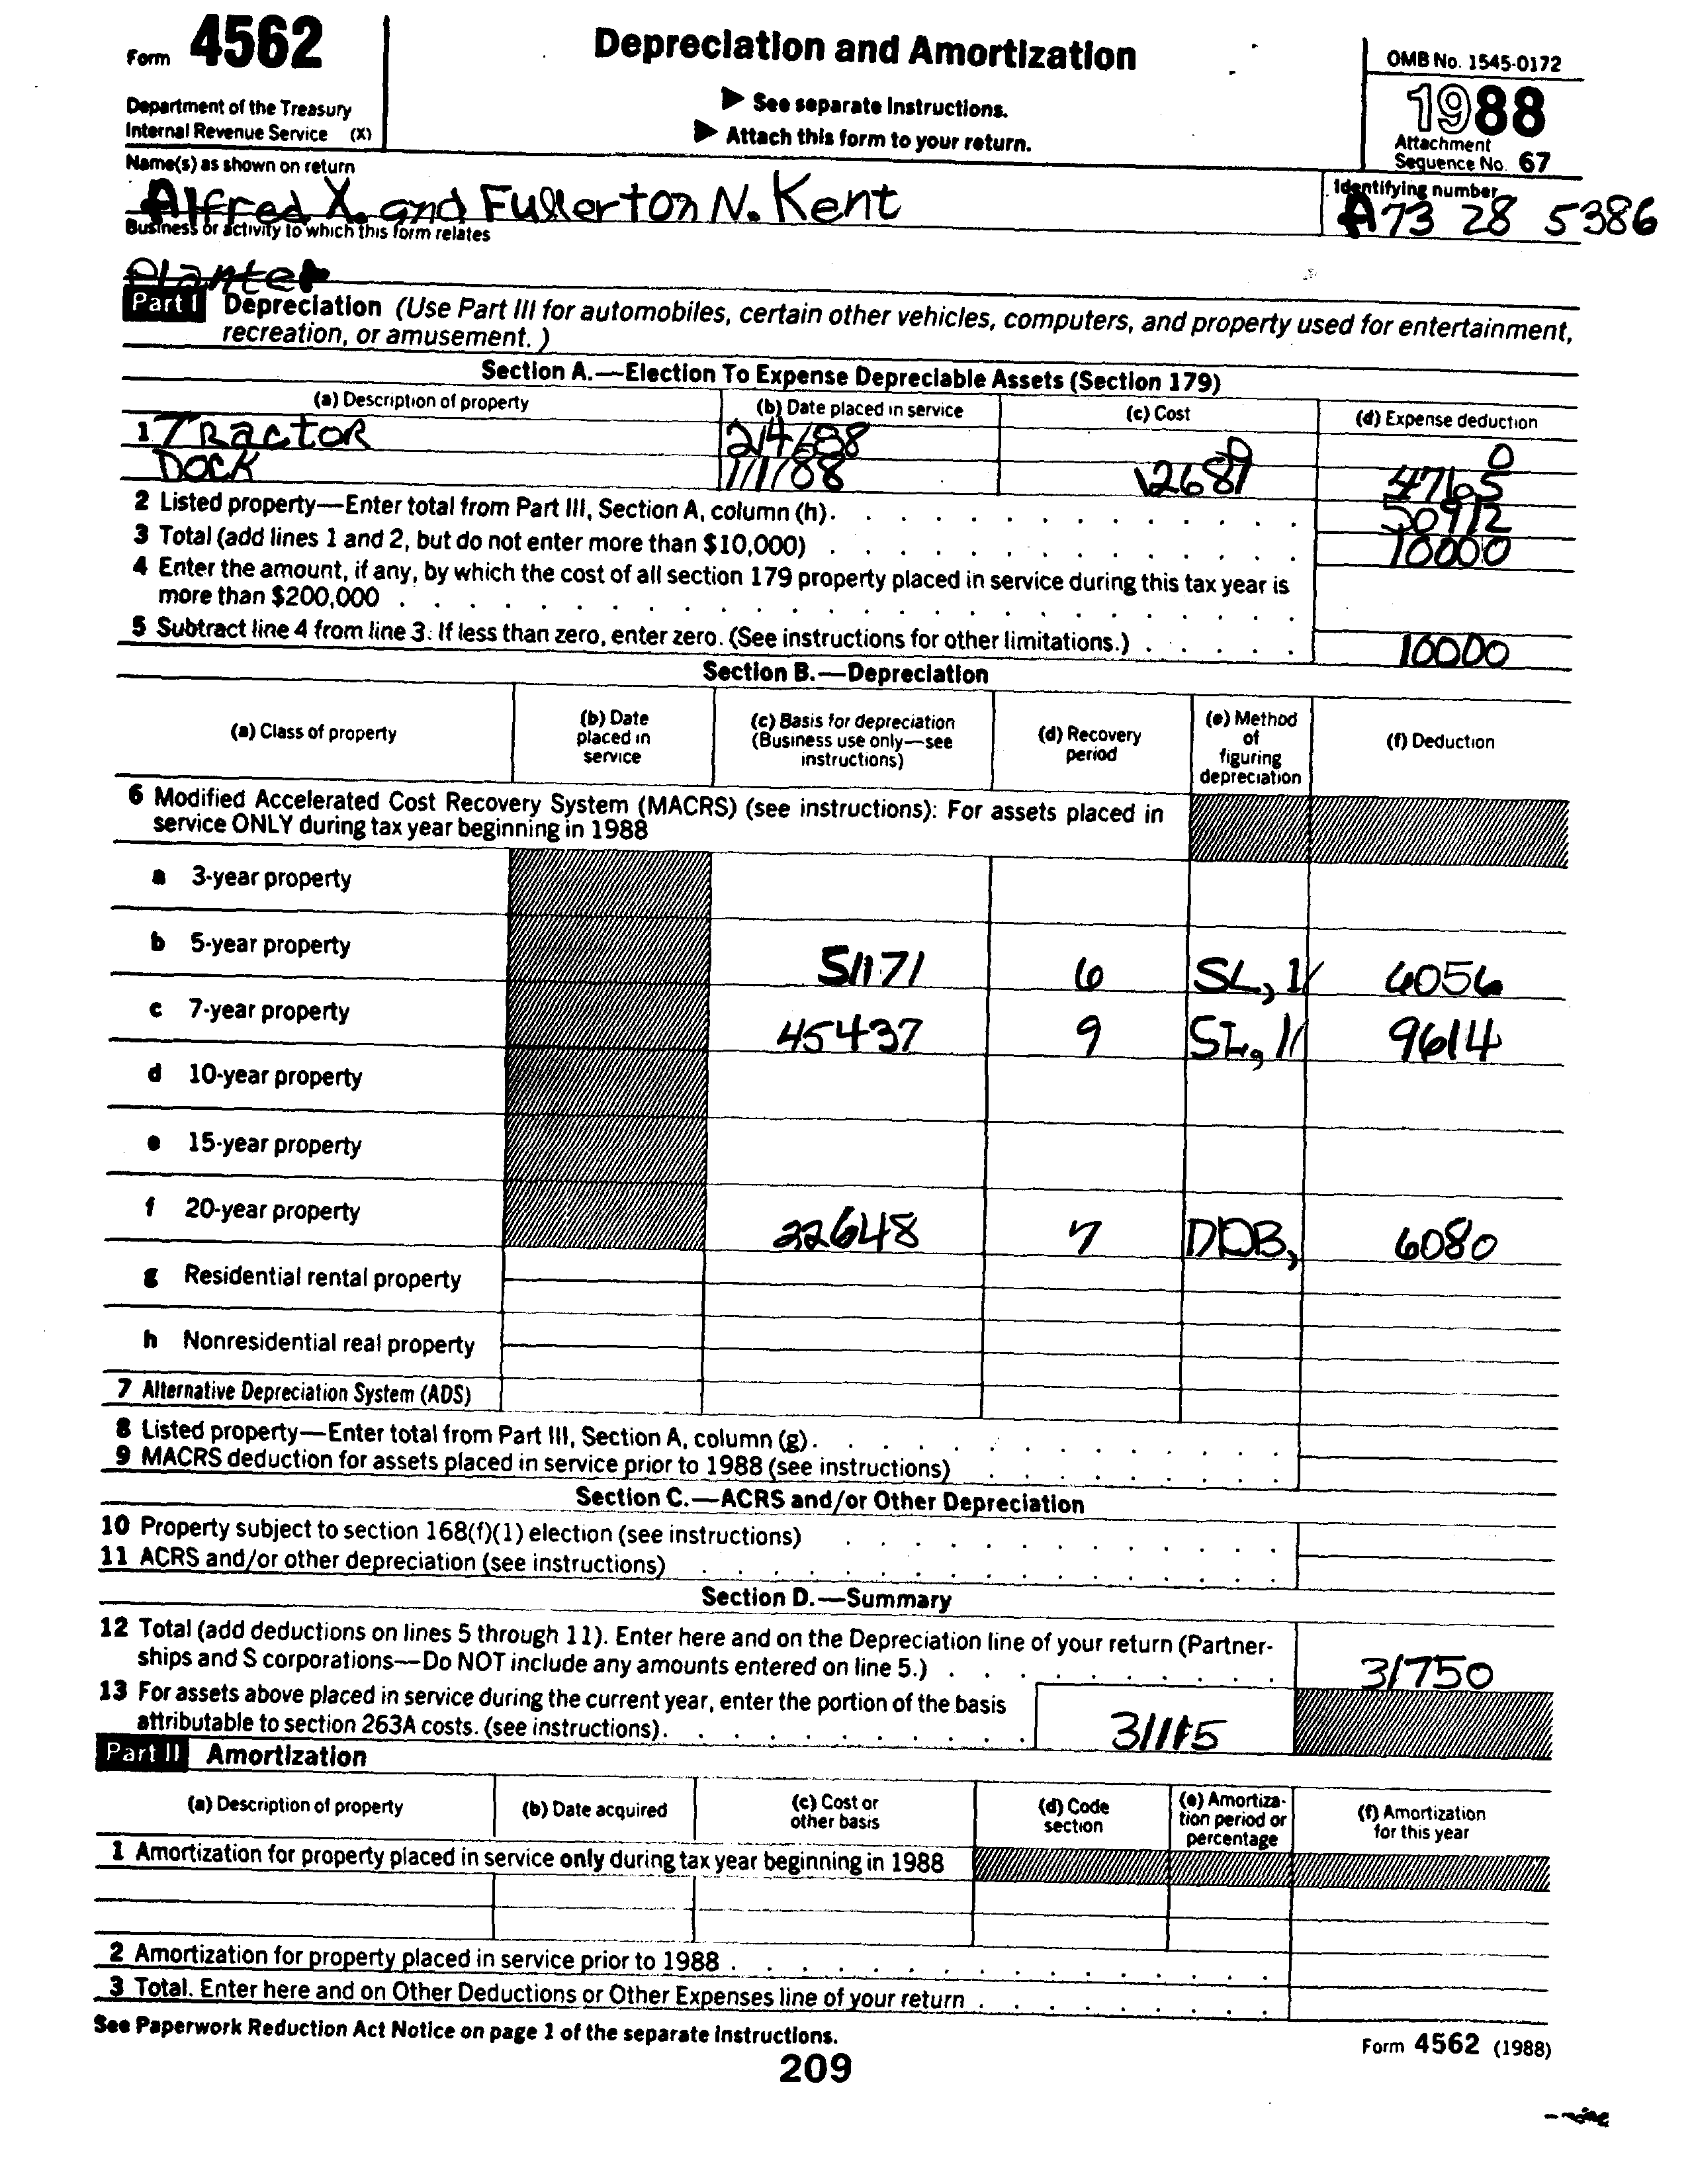 Form 4562
Department of the Treasury
Internal Revenue Service (X)
Depreciation and Amortization
▶ See separate Instructions.
▶ Attach this form to your return.
OMB No. 1545-0172
1988
Attachment
Sequence No. 67
Name(s) as shown on return
Alfred X. and Fullerton N. Kent
Identifying number
A73 28 5386
Business or activity to which this form relates
Planter
Part I Depreciation (Use Part III for automobiles, certain other vehicles, computers, and property used for entertainment,
recreation, or amusement.)
Section A.—Election To Expense Depreciable Assets (Section 179)
(a) Description of property (b) Date placed in service (c) Cost (d) Expense deduction
1 Tractor 2/4/88 0 0
Dock 1/1/88 12687 4765
2 Listed property—Enter total from Part III, Section A, column (h). 50912
3 Total (add lines 1 and 2, but do not enter more than $10,000) 10000
4 Enter the amount, if any, by which the cost of all section 179 property placed in service during this tax year is
more than $200,000
5 Subtract line 4 from line 3. If less than zero, enter zero. (See instructions for other limitations.) 10000
Section B.—Depreciation
(a) Class of property
(b) Date
placed in
service
(c) Basis for depreciation
(Business use only—see
instructions)
(d) Recovery
period
(e) Method
of
figuring
depreciation
(f) Deduction
6 Modified Accelerated Cost Recovery System (MACRS) (see instructions): For assets placed in
service ONLY during tax year beginning in 1988
a 3-year property
b 5-year property 51171 6 SL, 1/ 6056
c 7-year property 45437 9 SL, 1/ 9614
d 10-year property
e 15-year property
f 20-year property 22648 7 DDB, 6080
g Residential rental property
h Nonresidential real property
7 Alternative Depreciation System (ADS)
8 Listed property—Enter total from Part III, Section A, column (g).
9 MACRS deduction for assets placed in service prior to 1988 (see instructions)
Section C.—ACRS and/or Other Depreciation
10 Property subject to section 168(f)(1) election (see instructions)
11 ACRS and/or other depreciation (see instructions)
Section D.—Summary
12 Total (add deductions on lines 5 through 11). Enter here and on the Depreciation line of your return (Partner-
ships and S corporations—Do NOT include any amounts entered on line 5.) 31750
13 For assets above placed in service during the current year, enter the portion of the basis
attributable to section 263A costs. (see instructions). 31115
Part II Amortization
(a) Description of property
(b) Date acquired
(c) Cost or
other basis
(d) Code
section
(e) Amortiza-
tion period or
percentage
(f) Amortization
for this year
1 Amortization for property placed in service only during tax year beginning in 1988
2 Amortization for property placed in service prior to 1988
3 Total. Enter here and on Other Deductions or Other Expenses line of your return
See Paperwork Reduction Act Notice on page 1 of the separate Instructions.
Form 4562 (1988)
209